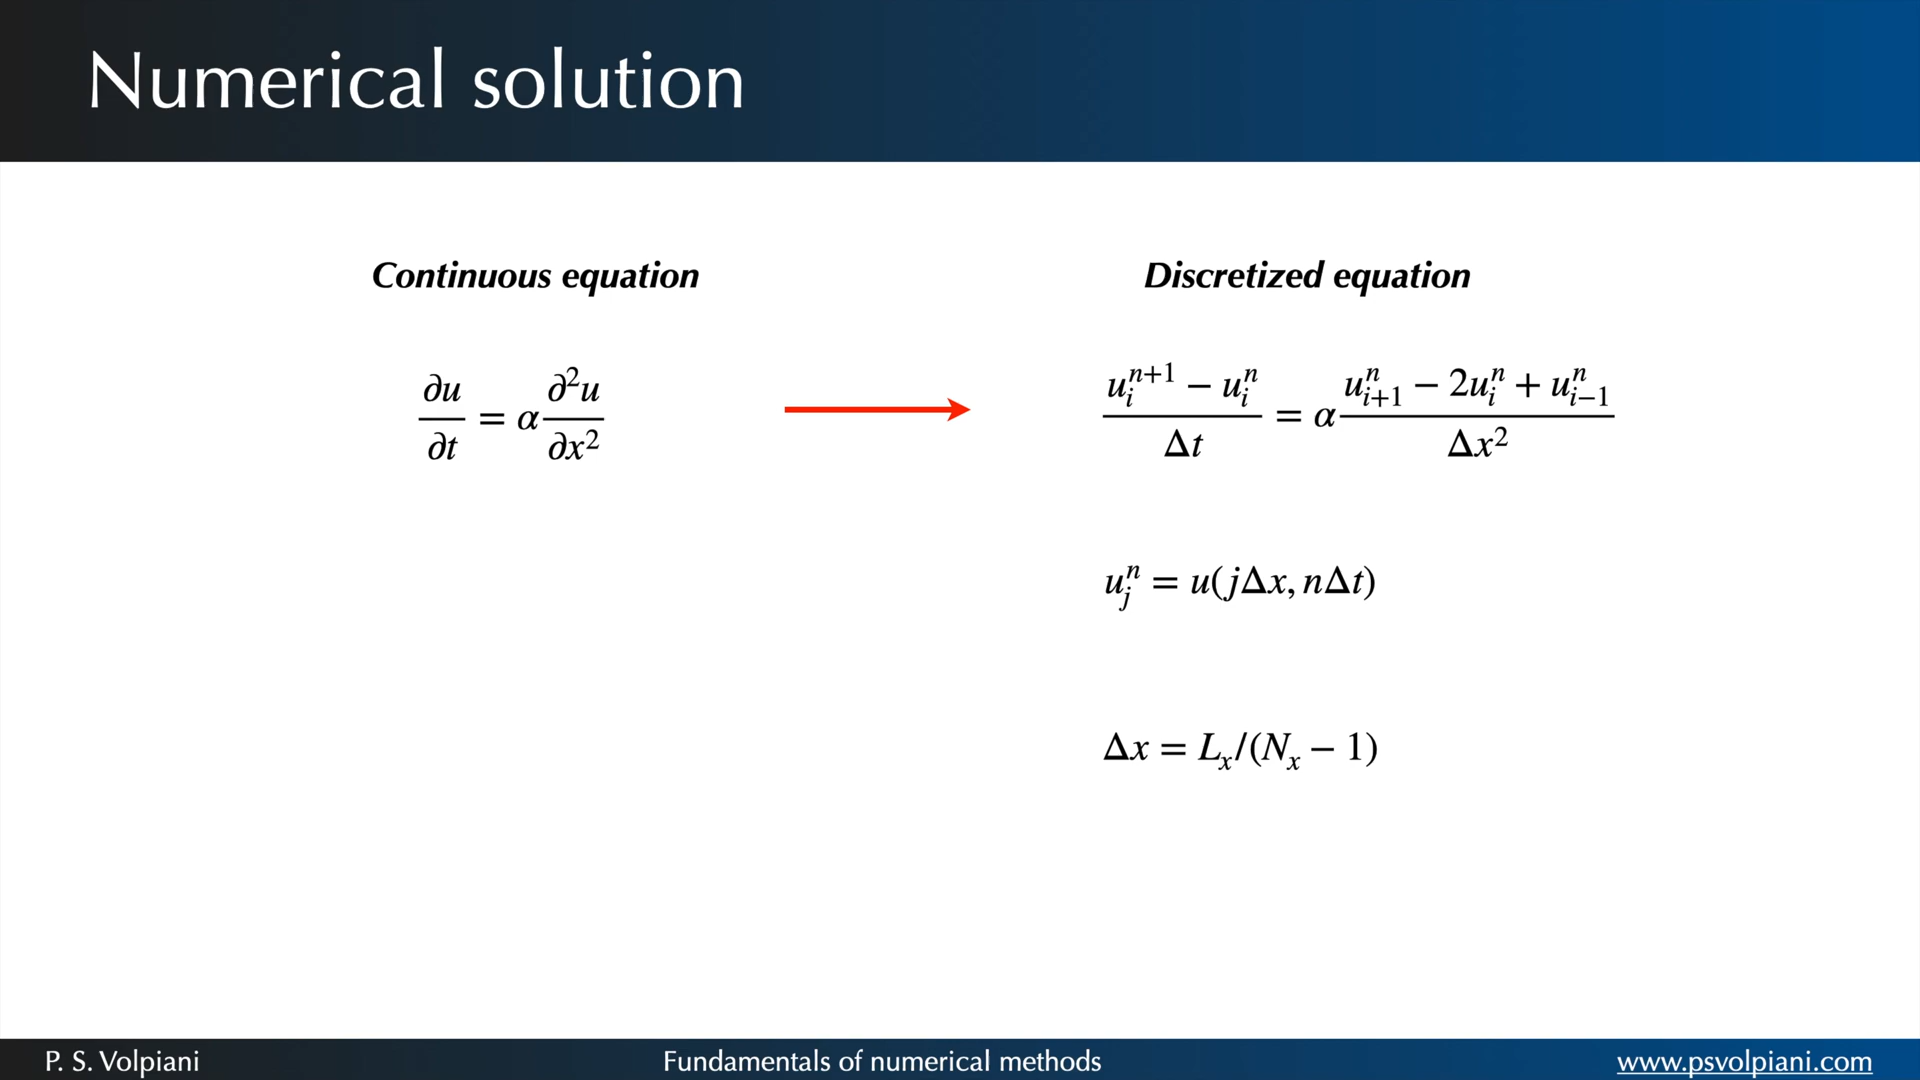 Numerical solution
Continuous equation
Discretized equation
∂u/∂t = α ∂²u/∂x²
(u_i^{n+1} − u_i^n)/Δt = α (u_{i+1}^n − 2u_i^n + u_{i−1}^n)/Δx²
u_j^n = u(jΔx, nΔt)
Δx = L_x/(N_x − 1)
P. S. Volpiani
Fundamentals of numerical methods
www.psvolpiani.com